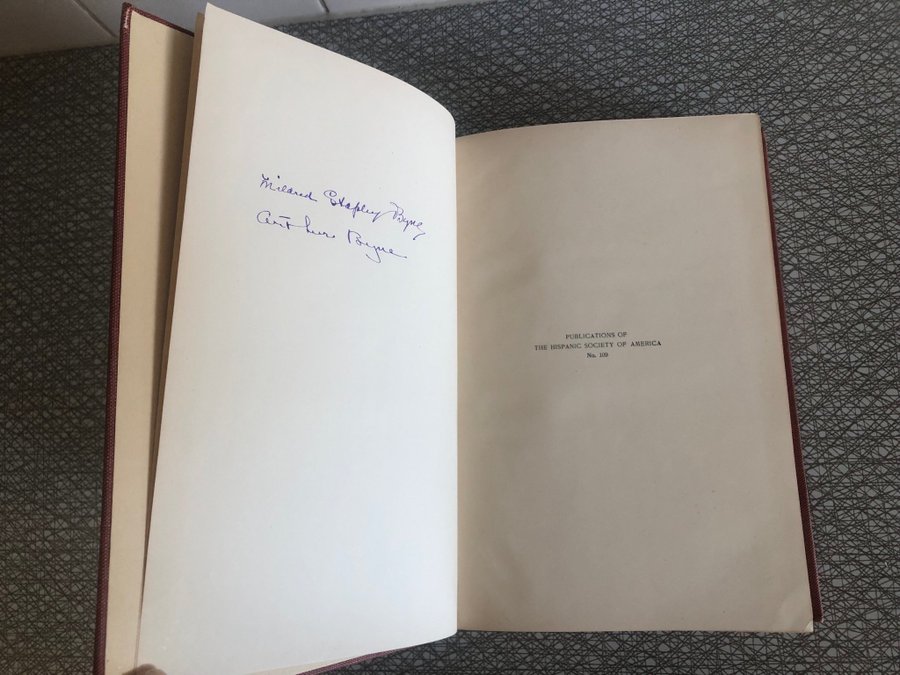 Mildred Stapley Byne
Arthur Byne
PUBLICATIONS OF
THE HISPANIC SOCIETY OF AMERICA
No. 109